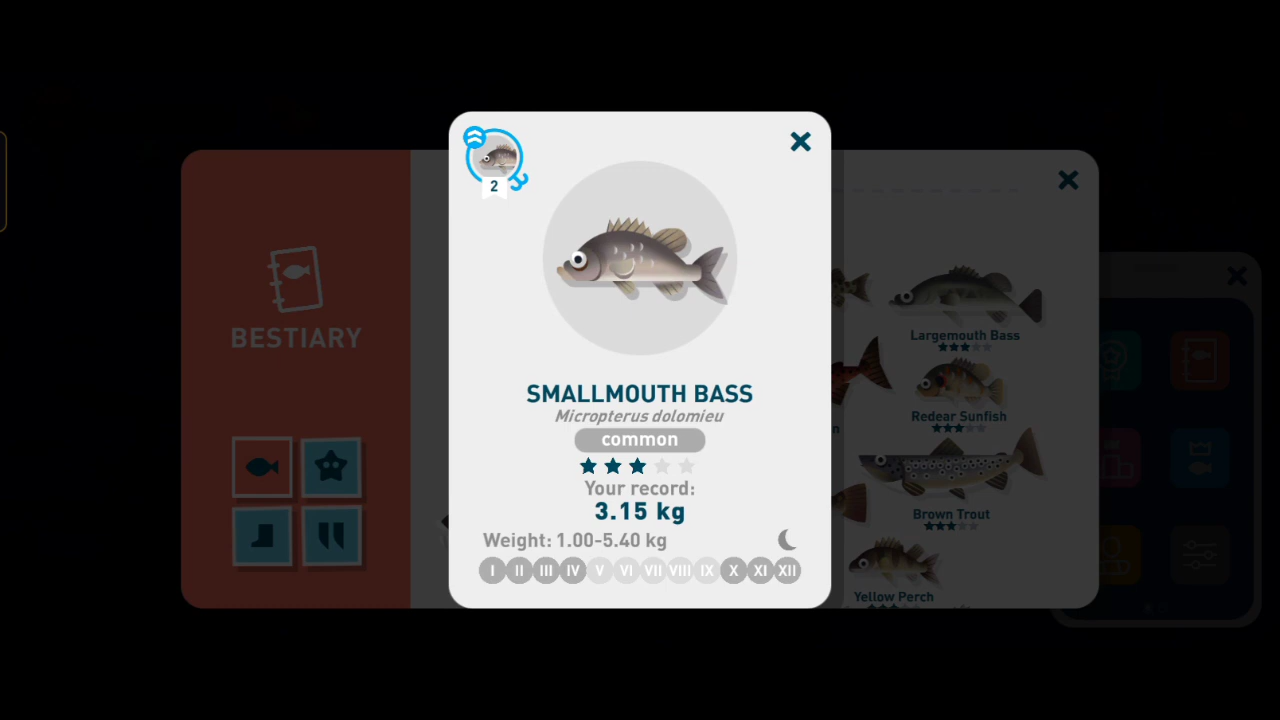 BESTIARY
2
SMALLMOUTH BASS
Micropterus dolomieu
common
Your record:
3.15 kg
Weight: 1.00-5.40 kg
I II III IV V VI VII VIII IX X XI XII
Largemouth Bass
Redear Sunfish
Brown Trout
Yellow Perch